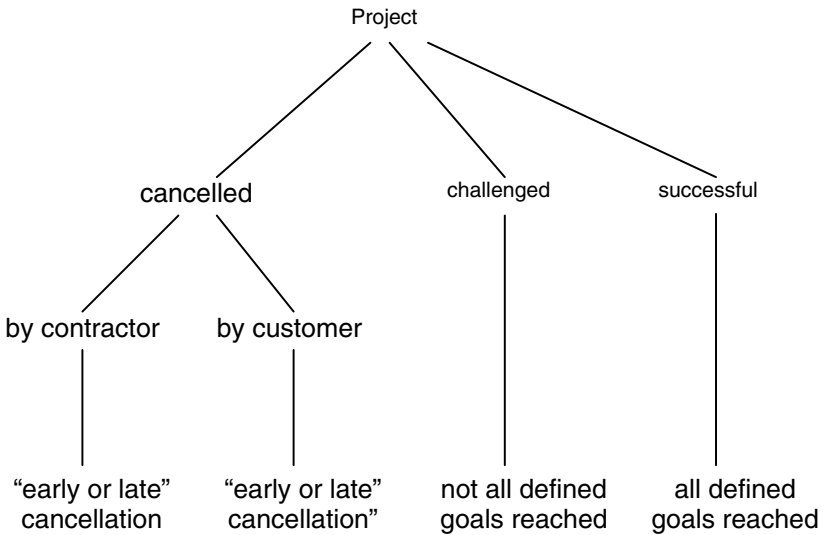 Project
cancelled
challenged
successful
by contractor
by customer
“early or late”
cancellation
“early or late”
cancellation”
not all defined
goals reached
all defined
goals reached